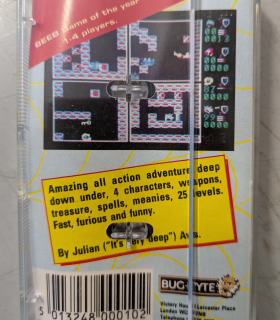 BEEB Game of the year
1-4 players.
Amazing all action adventure deep
down under, 4 characters, weapons,
treasure, spells, meanies, 25 levels.
Fast, furious and funny.
By Julian ("It's very deep") Avis.
BUG-BYTE
Victory House Leicester Place
London
Telephone
5 013248 000102